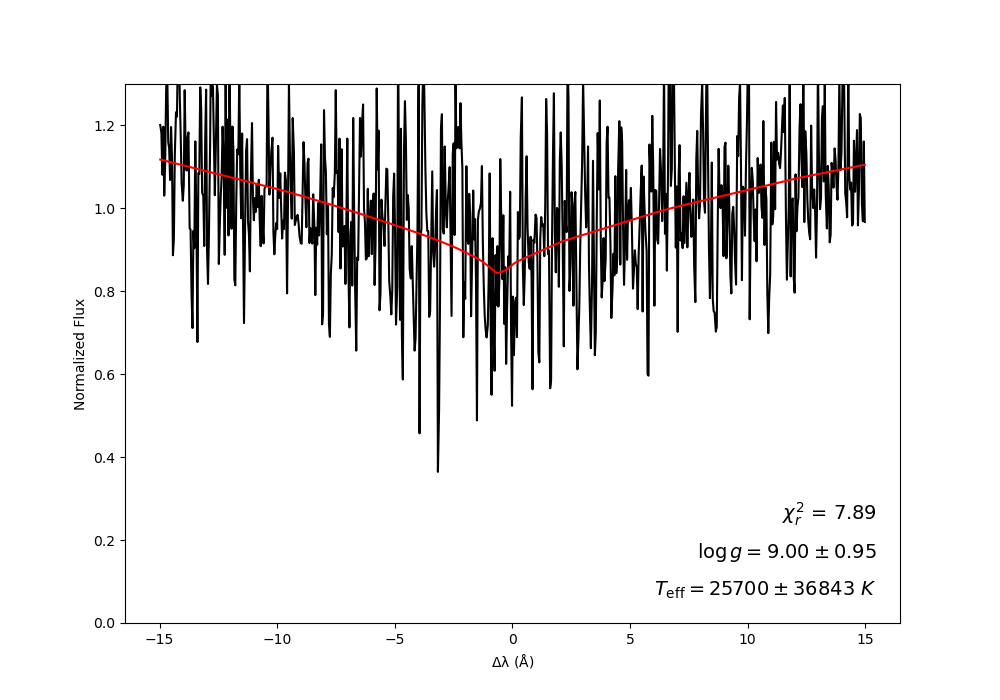 1.2
1.0
0.8
0.6
0.4
0.2
0.0
Normalized Flux
χ²ᵣ = 7.89
log g = 9.00 ± 0.95
T_eff = 25700 ± 36843 K
−15 −10 −5 0 5 10 15
Δλ (Å)